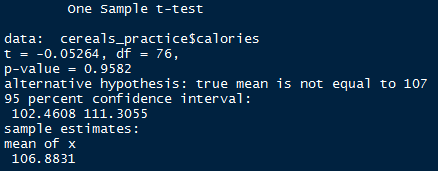 One Sample t-test
data:  cereals_practice$calories
t = -0.05264, df = 76,
p-value = 0.9582
alternative hypothesis: true mean is not equal to 107
95 percent confidence interval:
102.4608 111.3055
sample estimates:
mean of x
106.8831